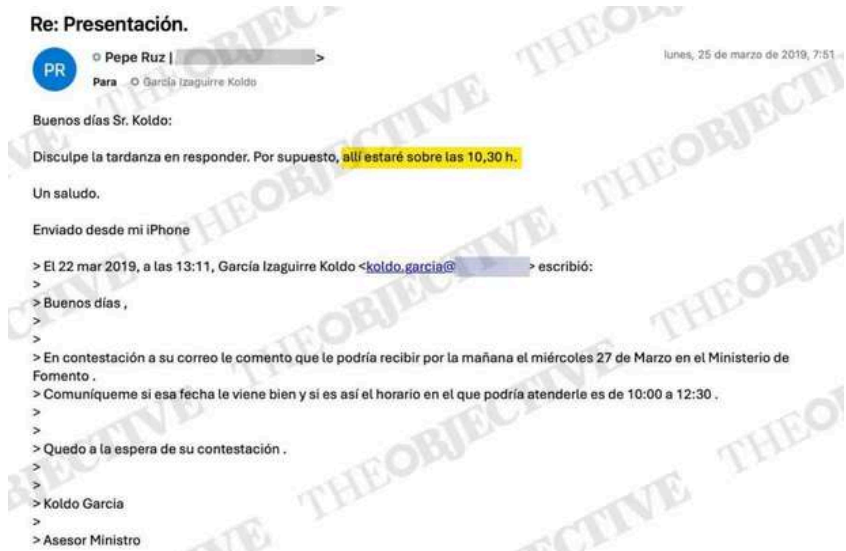 Re: Presentación.
PR
Pepe Ruz | >
lunes, 25 de marzo de 2019, 7:51
Para García Izaguirre Koldo
Buenos días Sr. Koldo:
Disculpe la tardanza en responder. Por supuesto, allí estaré sobre las 10,30 h.
Un saludo.
Enviado desde mi iPhone
> El 22 mar 2019, a las 13:11, García Izaguirre Koldo <koldo.garcia@ > escribió:
>
> Buenos días ,
>
>
> En contestación a su correo le comento que le podría recibir por la mañana el miércoles 27 de Marzo en el Ministerio de
Fomento .
> Comuníqueme si esa fecha le viene bien y si es así el horario en el que podría atenderle es de 10:00 a 12:30 .
>
>
> Quedo a la espera de su contestación .
>
>
> Koldo Garcia
>
> Asesor Ministro
THE OBJECTIVE